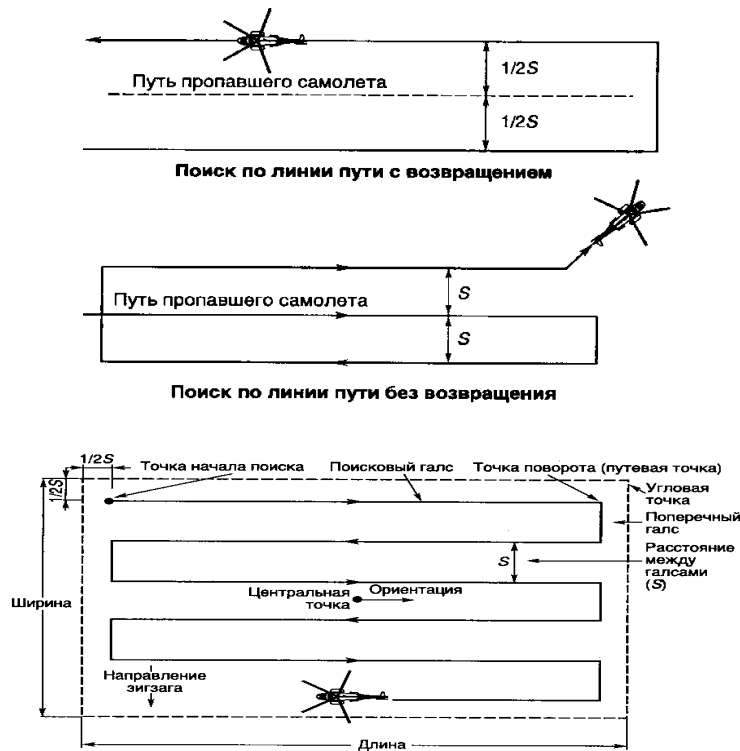 Путь пропавшего самолета
1/2S
1/2S
Поиск по линии пути с возвращением
Путь пропавшего самолета
S
S
Поиск по линии пути без возвращения
1/2S
1/2S
Точка начала поиска
Поисковый галс
Точка поворота (путевая точка)
Угловая
точка
Поперечный
галс
Расстояние
между
галсами
(S)
S
Ширина
Центральная
точка
Ориентация
Направление
зигзага
Длина